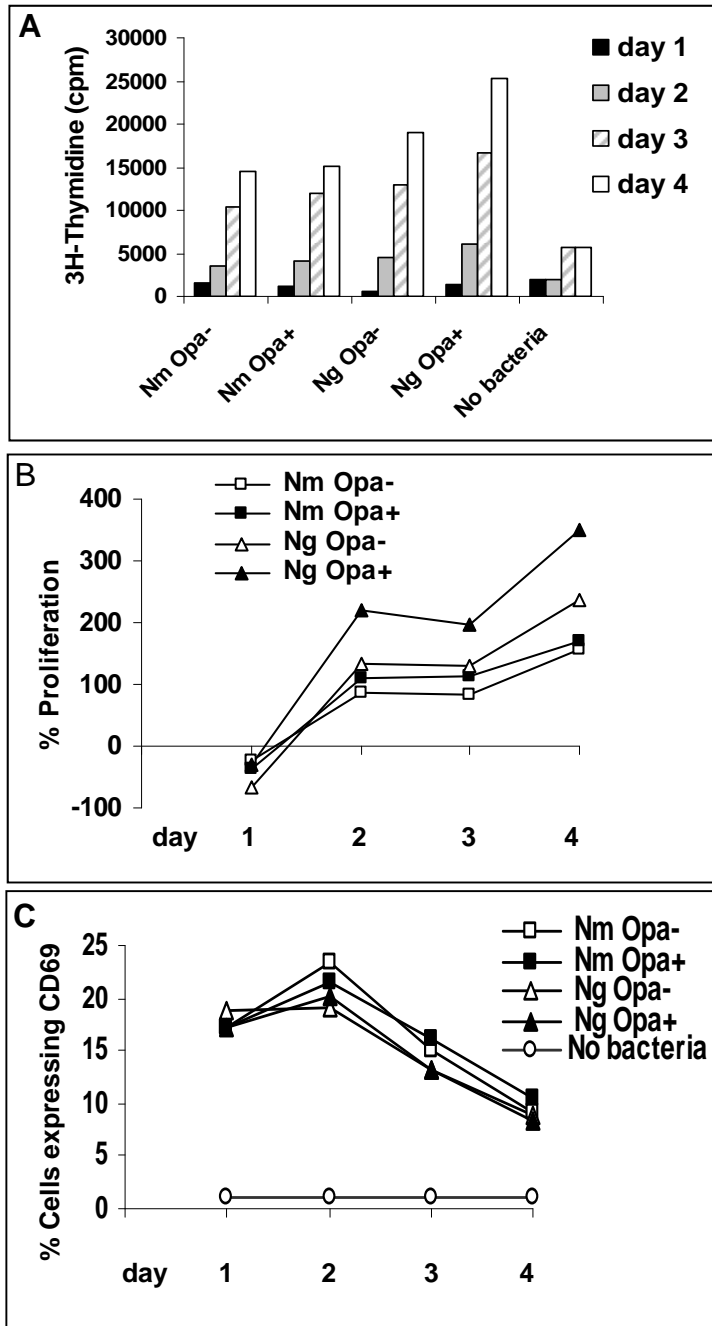 A
3H-Thymidine (cpm)
30000
25000
20000
15000
10000
5000
0
day 1
day 2
day 3
day 4
Nm Opa-
Nm Opa+
Ng Opa-
Ng Opa+
No bacteria
B
% Proliferation
400
300
200
100
0
-100
Nm Opa-
Nm Opa+
Ng Opa-
Ng Opa+
day 1 2 3 4
C
% Cells expressing CD69
25
20
15
10
5
0
Nm Opa-
Nm Opa+
Ng Opa-
Ng Opa+
No bacteria
day 1 2 3 4